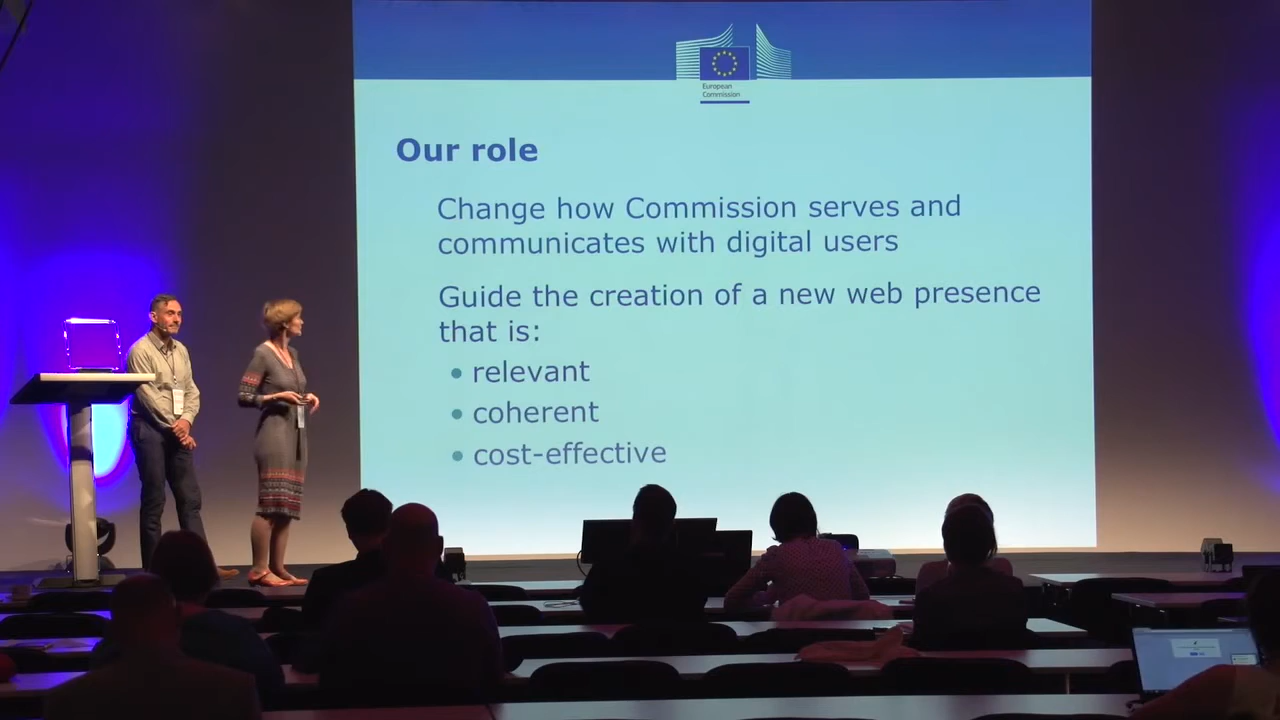 European
Commission
Our role
Change how Commission serves and
communicates with digital users
Guide the creation of a new web presence
that is:
• relevant
• coherent
• cost-effective